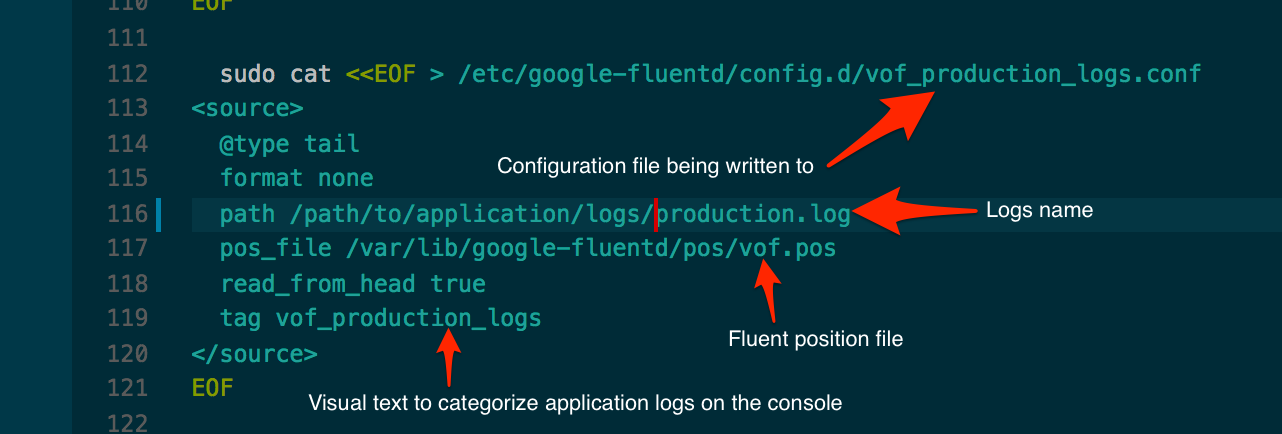 110 EOF
111
112 sudo cat <<EOF > /etc/google-fluentd/config.d/vof_production_logs.conf
113 <source>
114 @type tail
115 format none
Configuration file being written to
116 path /path/to/application/logs/production.log
Logs name
117 pos_file /var/lib/google-fluentd/pos/vof.pos
118 read_from_head true
119 tag vof_production_logs
Fluent position file
120 </source>
121 EOF
Visual text to categorize application logs on the console
122